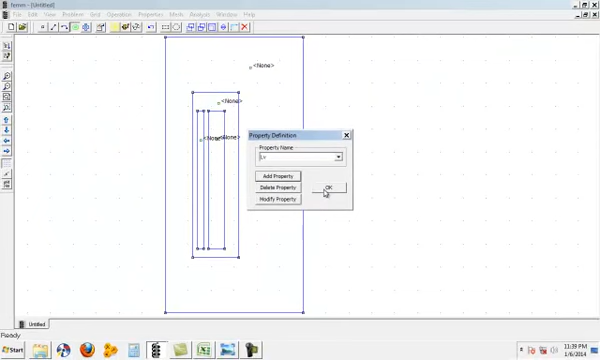 femm - [Untitled]
File Edit View Problem Grid Operation Properties Mesh Analysis Window Help
<None>
<None>
<None> <None>
Property Definition
Property Name
Add Property
Delete Property
OK
Modify Property
Untitled
Ready
Start
11:39 PM
1/6/2014